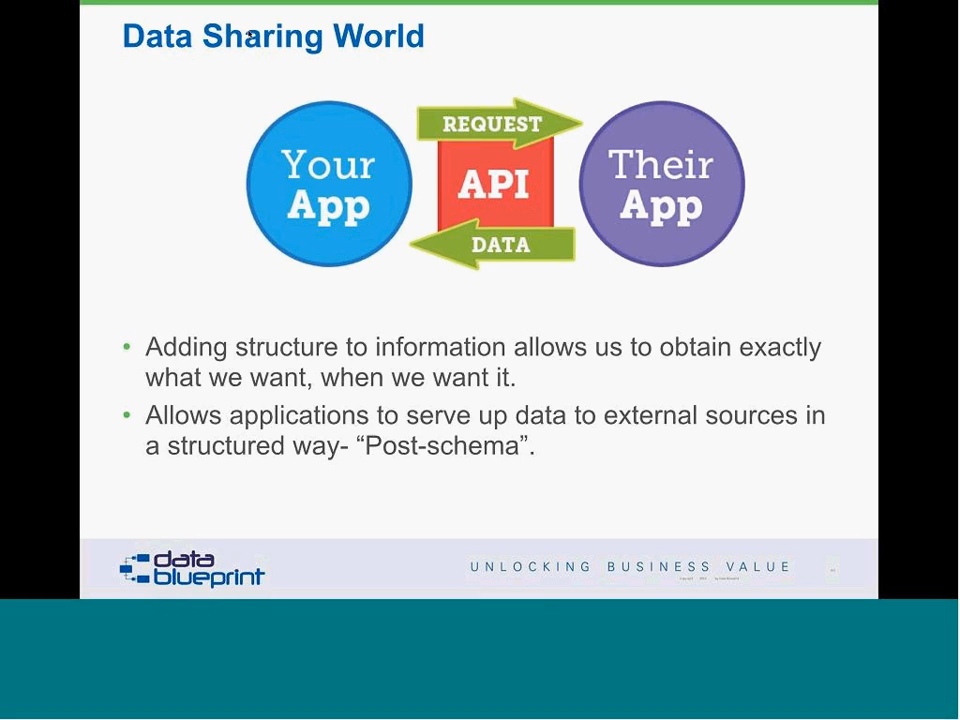 Data Sharing World
REQUEST
Your
App
API
Their
App
DATA
• Adding structure to information allows us to obtain exactly
what we want, when we want it.
• Allows applications to serve up data to external sources in
a structured way- “Post-schema”.
data
blueprint
UNLOCKING BUSINESS VALUE